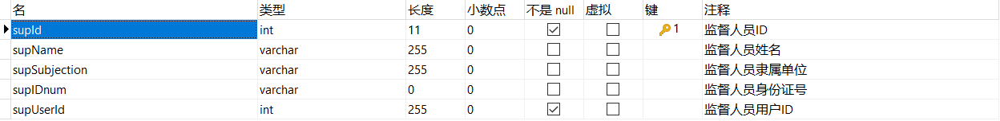 名 类型 长度 小数点 不是 null 虚拟 键 注释
supId int 11 0 1 监督人员ID
supName varchar 255 0 监督人员姓名
supSubjection varchar 255 0 监督人员隶属单位
supIDnum varchar 0 0 监督人员身份证号
supUserId int 255 0 监督人员用户ID